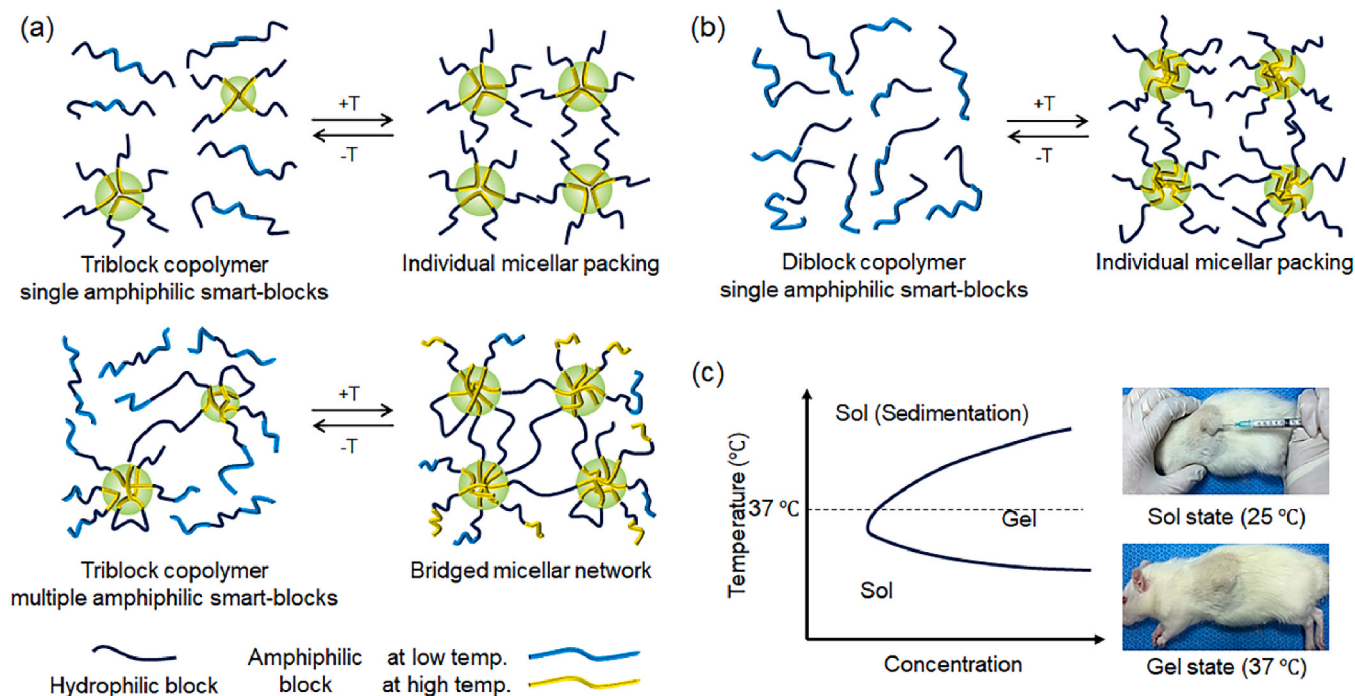 (a)
+T
-T
Triblock copolymer
single amphiphilic smart-blocks
Individual micellar packing
+T
-T
Triblock copolymer
multiple amphiphilic smart-blocks
Bridged micellar network
Hydrophilic block
Amphiphilic
block
at low temp.
at high temp.
(b)
+T
-T
Diblock copolymer
single amphiphilic smart-blocks
Individual micellar packing
(c)
Temperature (°C)
37 °C
Sol (Sedimentation)
Gel
Sol
Concentration
Sol state (25 °C)
Gel state (37 °C)